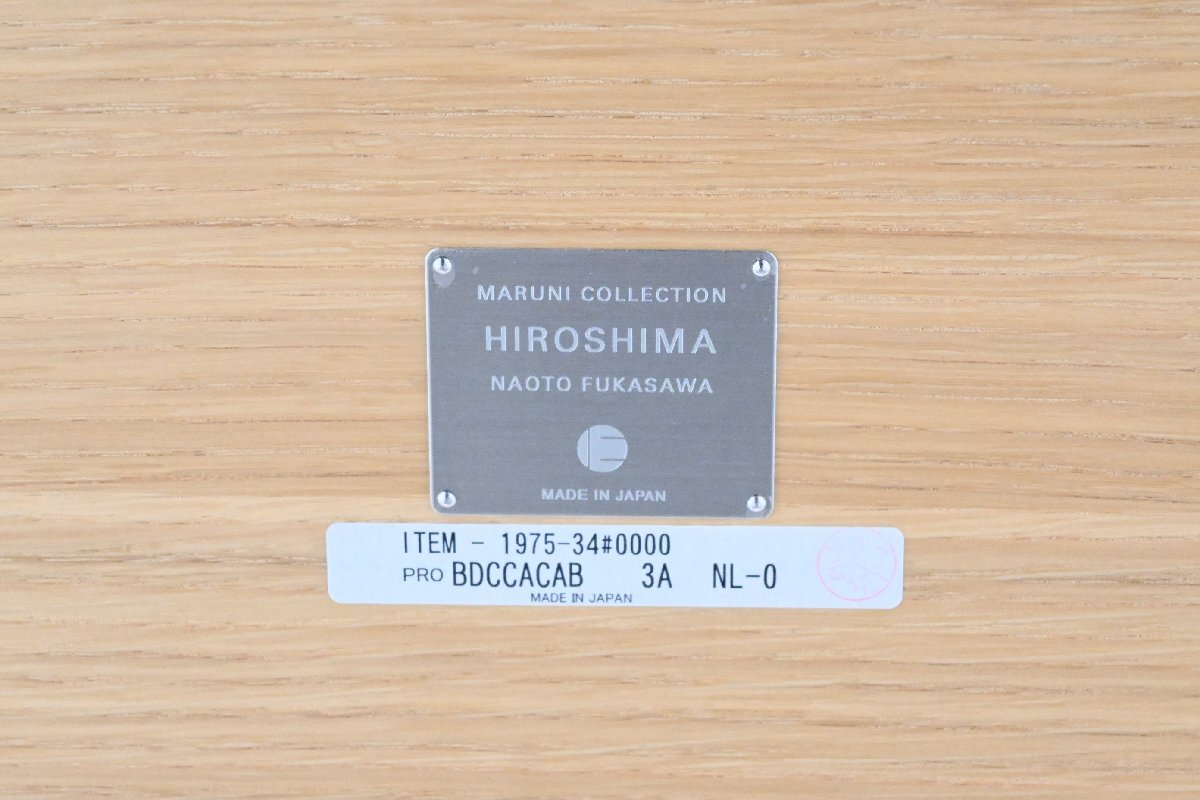 MARUNI COLLECTION
HIROSHIMA
NAOTO FUKASAWA
MADE IN JAPAN
ITEM - 1975-34#0000
PRO BDCCACAB 3A NL-0
MADE IN JAPAN